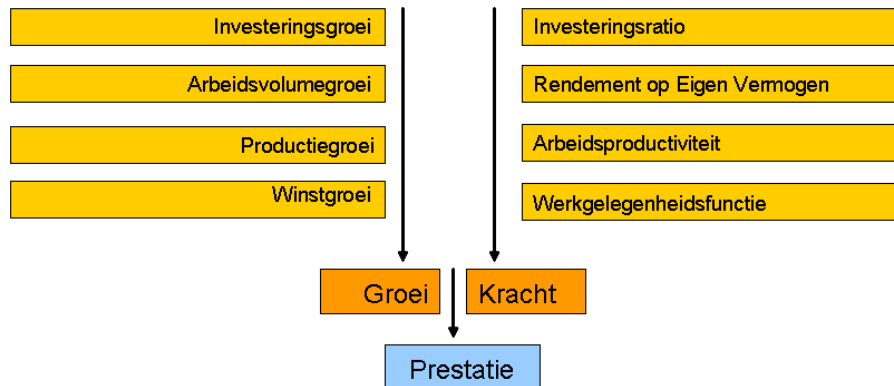 Investeringsgroei
Arbeidsvolumegroei
Productiegroei
Winstgroei
Investeringsratio
Rendement op Eigen Vermogen
Arbeidsproductiviteit
Werkgelegenheidsfunctie
Groei
Kracht
Prestatie